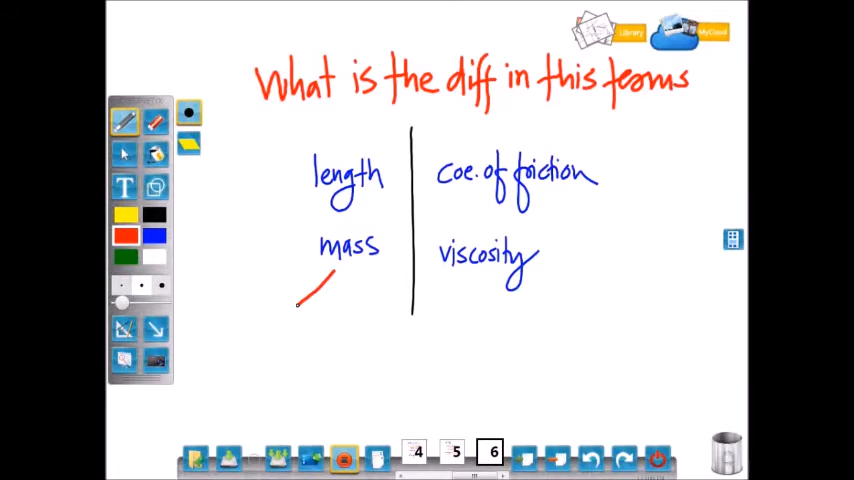 Library
MyCloud
What is the diff in this terms
length
coe. of friction
mass
viscosity
T
4
5
6